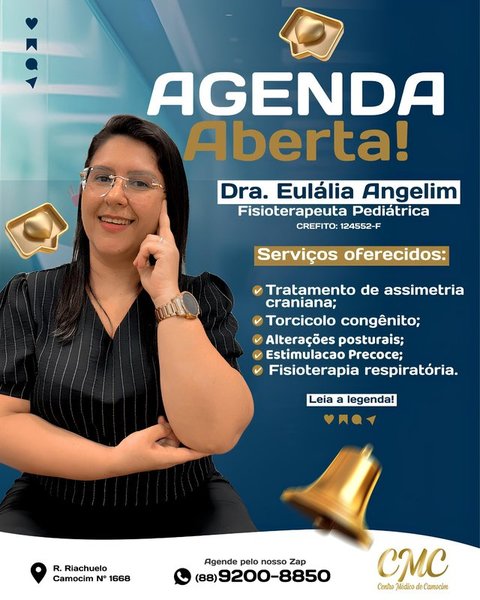 AGENDA
Aberta!
Dra. Eulália Angelim
Fisioterapeuta Pediátrica
CREFITO: 124552-F
Serviços oferecidos:
Tratamento de assimetria
craniana;
Torcicolo congênito;
Alterações posturais;
Estimulacao Precoce;
Fisioterapia respiratória.
Leia a legenda!
R. Riachuelo
Camocim Nº 1668
Agende pelo nosso Zap
(88)9200-8850
CMC
Centro Médico de Camocim